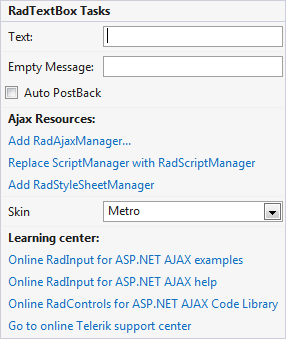 RadTextBox Tasks
Text:
Empty Message:
Auto PostBack
Ajax Resources:
Add RadAjaxManager...
Replace ScriptManager with RadScriptManager
Add RadStyleSheetManager
Skin Metro
Learning center:
Online RadInput for ASP.NET AJAX examples
Online RadInput for ASP.NET AJAX help
Online RadControls for ASP.NET AJAX Code Library
Go to online Telerik support center